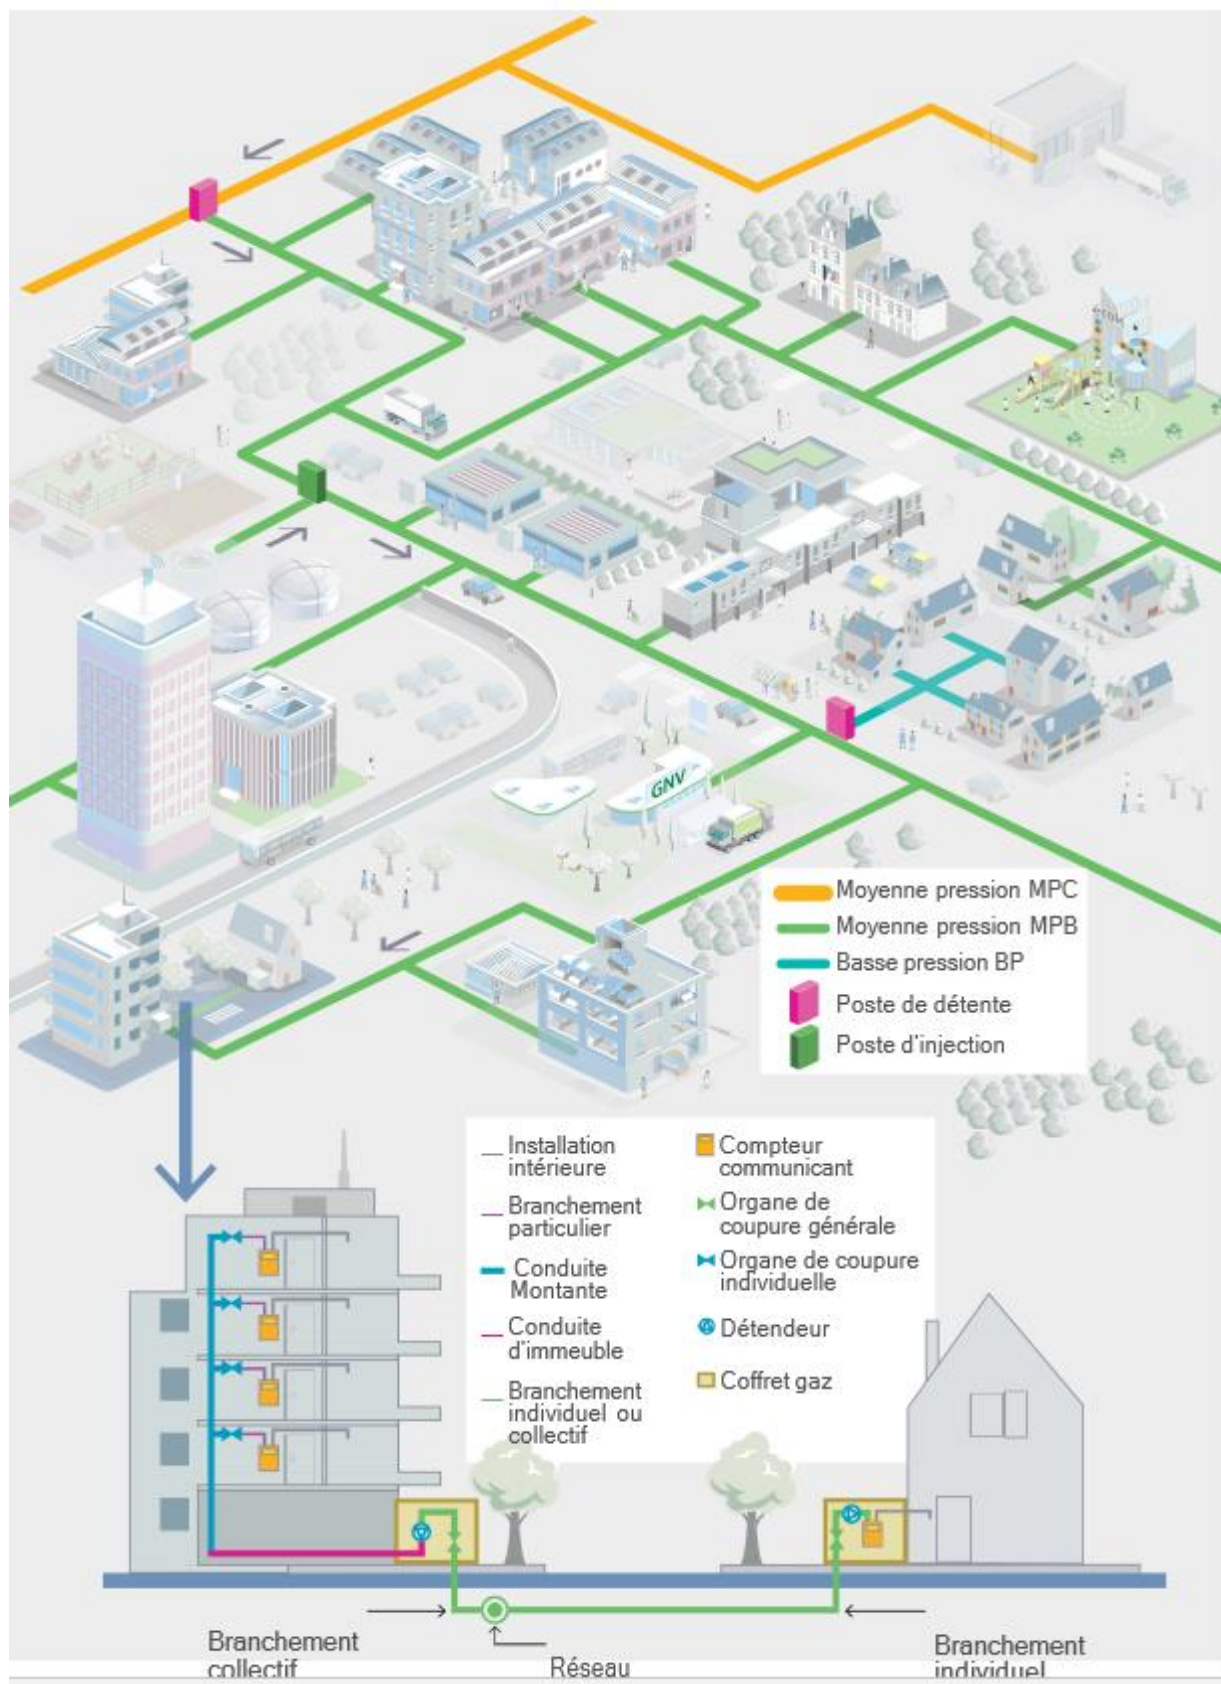 école
GNV
Moyenne pression MPC
Moyenne pression MPB
Basse pression BP
Poste de détente
Poste d'injection
Installation
intérieure
Branchement
particulier
Conduite
Montante
Conduite
d'immeuble
Branchement
individuel ou
collectif
Compteur
communicant
Organe de
coupure générale
Organe de coupure
individuelle
Détendeur
Coffret gaz
Branchement
collectif
Réseau
Branchement
individuel